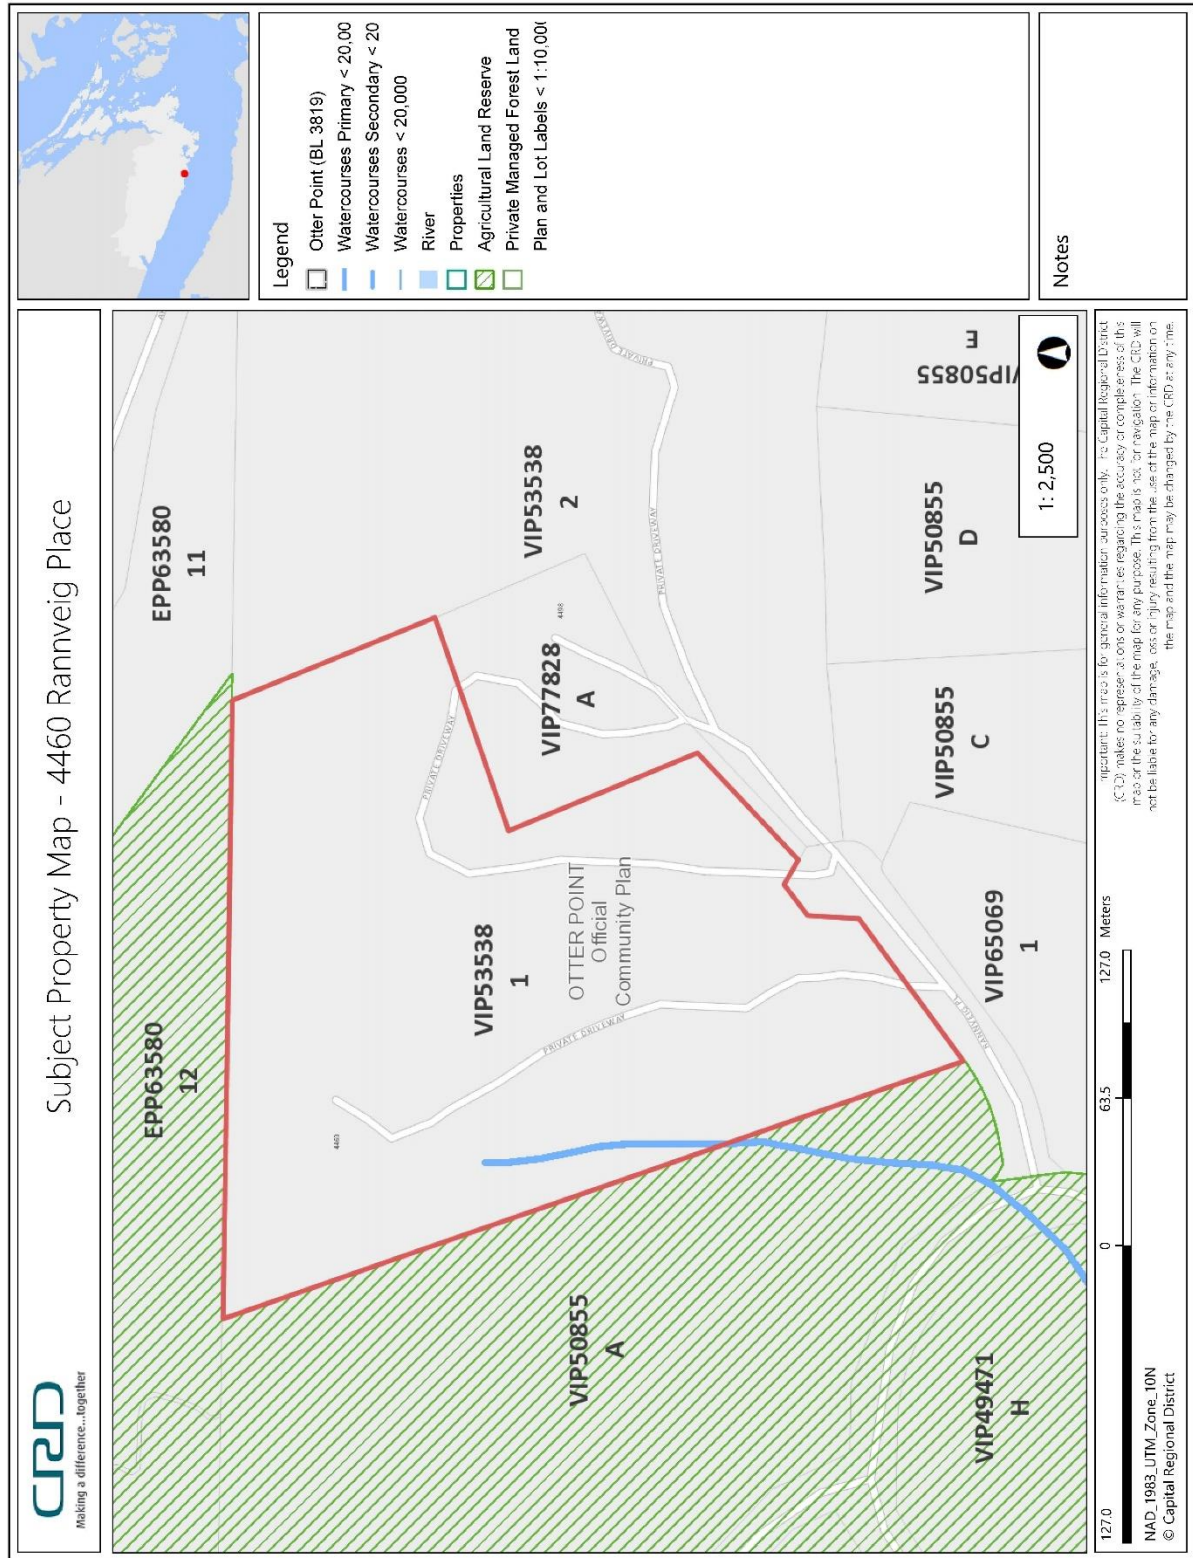 CRD
Making a difference...together
Subject Property Map - 4460 Rannveig Place
EPP63580
12
EPP63580
11
VIP53538
1
VIP53538
2
VIP77828
A
OTTER POINT
Official
Community Plan
PRIVATE DRIVEWAY
PRIVATE DRIVEWAY
PRIVATE DRIVEWAY
4498
VIP50855
A
VIP49471
H
VIP65069
1
VIP50855
C
VIP50855
D
VIP50855
E
RANNVEIG PL
1: 2,500
Legend
Otter Point (BL 3819)
Watercourses Primary < 20,00
Watercourses Secondary < 20
Watercourses < 20,000
River
Properties
Agricultural Land Reserve
Private Managed Forest Land
Plan and Lot Labels < 1:10,00(
Notes
127.0
0
63.5
127.0 Meters
NAD_1983_UTM_Zone_10N
© Capital Regional District
Important: This map is for general information purposes only. The Capital Regional District
(CRD) makes no representations or warranties regarding the accuracy or completeness of this
map or the suitability of the map for any purpose. This map is not for navigation. The CRD will
not be liable for any damage, loss or injury resulting from the use of the map or information on
the map and the map may be changed by the CRD at any time.